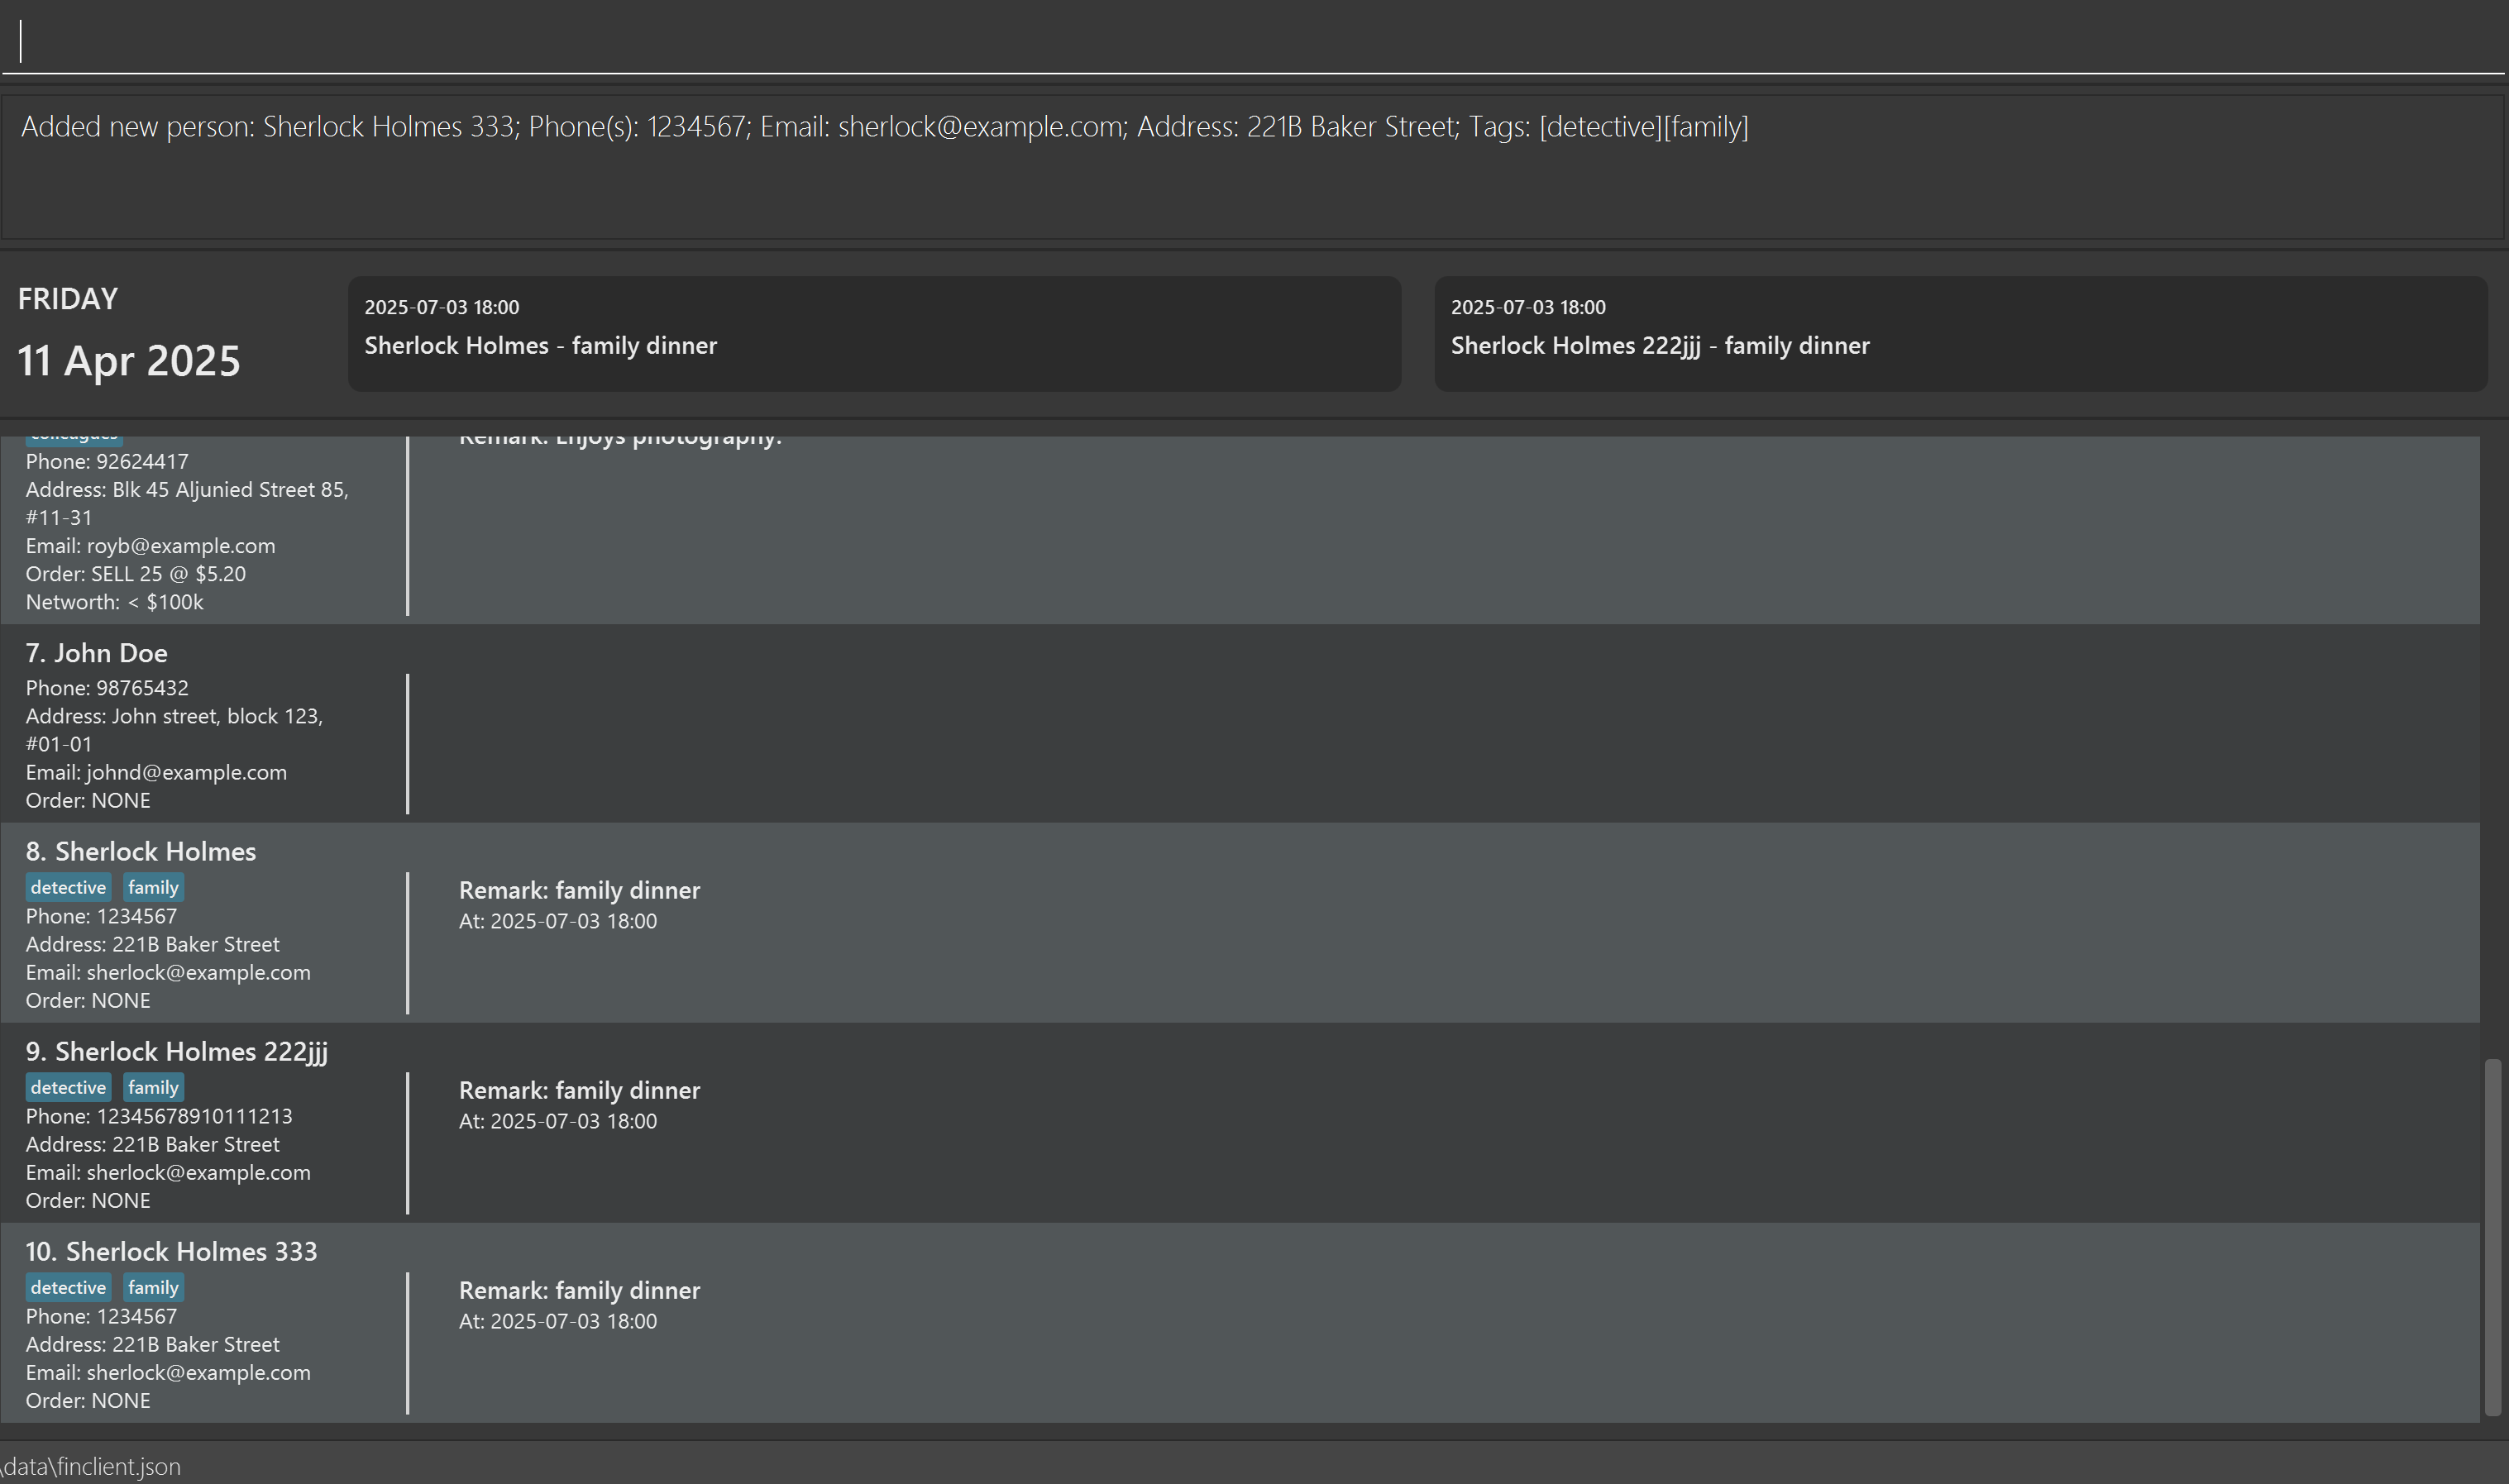 Added new person: Sherlock Holmes 333; Phone(s): 1234567; Email: sherlock@example.com; Address: 221B Baker Street; Tags: [detective][family]
FRIDAY
11 Apr 2025
2025-07-03 18:00
Sherlock Holmes - family dinner
2025-07-03 18:00
Sherlock Holmes 222jjj - family dinner
colleagues
Remark: Enjoys photography.
Phone: 92624417
Address: Blk 45 Aljunied Street 85,
#11-31
Email: royb@example.com
Order: SELL 25 @ $5.20
Networth: < $100k
7. John Doe
Phone: 98765432
Address: John street, block 123,
#01-01
Email: johnd@example.com
Order: NONE
8. Sherlock Holmes
detective family
Phone: 1234567
Address: 221B Baker Street
Email: sherlock@example.com
Order: NONE
Remark: family dinner
At: 2025-07-03 18:00
9. Sherlock Holmes 222jjj
detective family
Phone: 12345678910111213
Address: 221B Baker Street
Email: sherlock@example.com
Order: NONE
Remark: family dinner
At: 2025-07-03 18:00
10. Sherlock Holmes 333
detective family
Phone: 1234567
Address: 221B Baker Street
Email: sherlock@example.com
Order: NONE
Remark: family dinner
At: 2025-07-03 18:00
\data\finclient.json